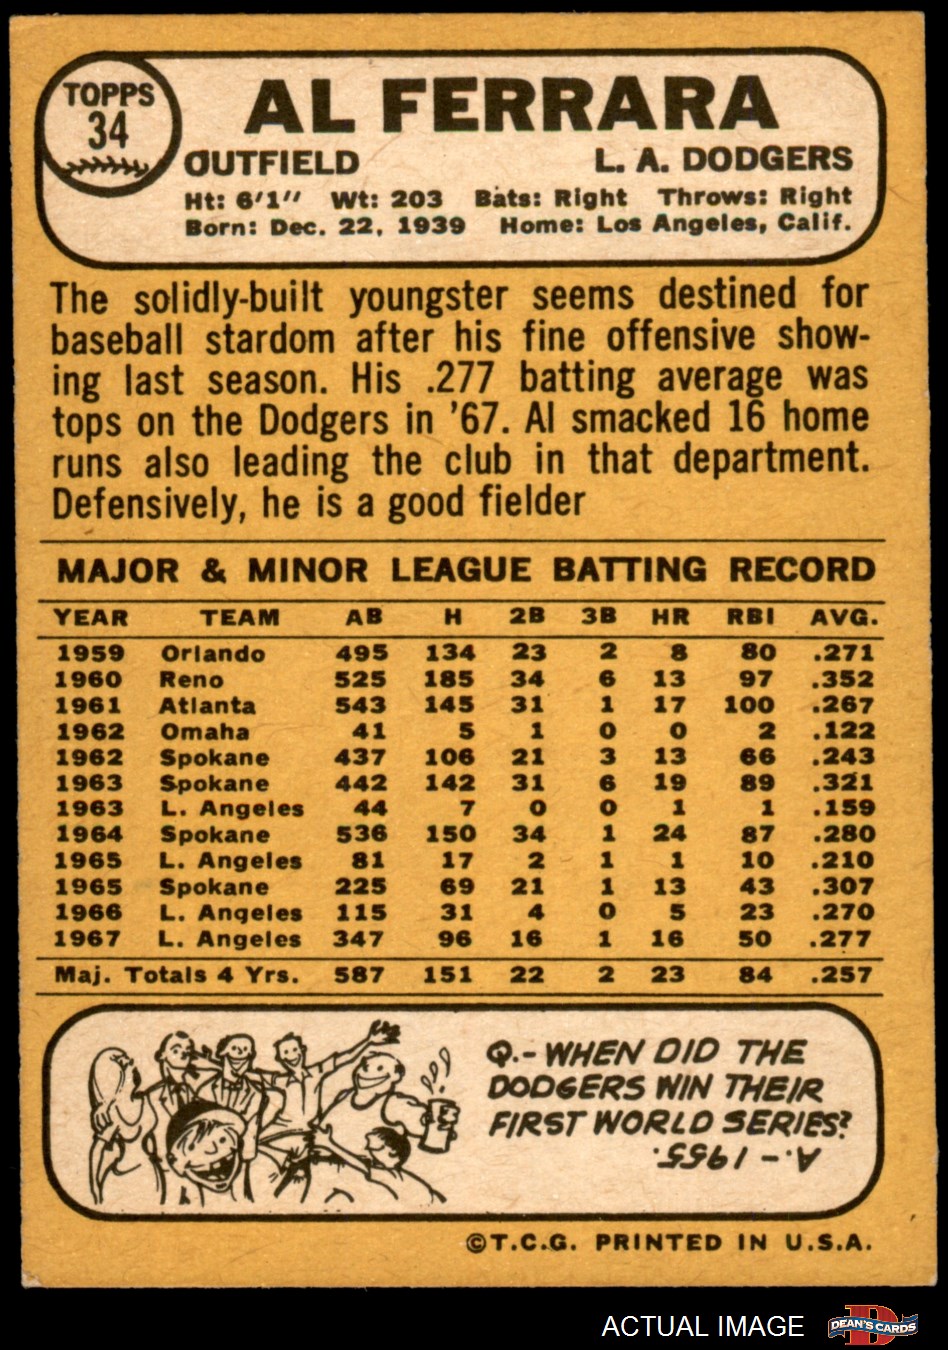 TOPPS
34
AL FERRARA
OUTFIELD L. A. DODGERS
Ht: 6'1" Wt: 203 Bats: Right Throws: Right
Born: Dec. 22, 1939 Home: Los Angeles, Calif.
The solidly-built youngster seems destined for
baseball stardom after his fine offensive show-
ing last season. His .277 batting average was
tops on the Dodgers in '67. Al smacked 16 home
runs also leading the club in that department.
Defensively, he is a good fielder
MAJOR & MINOR LEAGUE BATTING RECORD
YEAR TEAM AB H 2B 3B HR RBI AVG.
1959 Orlando 495 134 23 2 8 80 .271
1960 Reno 525 185 34 6 13 97 .352
1961 Atlanta 543 145 31 1 17 100 .267
1962 Omaha 41 5 1 0 0 2 .122
1962 Spokane 437 106 21 3 13 66 .243
1963 Spokane 442 142 31 6 19 89 .321
1963 L. Angeles 44 7 0 0 1 1 .159
1964 Spokane 536 150 34 1 24 87 .280
1965 L. Angeles 81 17 2 1 1 10 .210
1965 Spokane 225 69 21 1 13 43 .307
1966 L. Angeles 115 31 4 0 5 23 .270
1967 L. Angeles 347 96 16 1 16 50 .277
Maj. Totals 4 Yrs. 587 151 22 2 23 84 .257
Q.- WHEN DID THE
DODGERS WIN THEIR
FIRST WORLD SERIES?
A.- 1955.
©T.C.G. PRINTED IN U.S.A.
ACTUAL IMAGE
D
DEAN'S CARDS